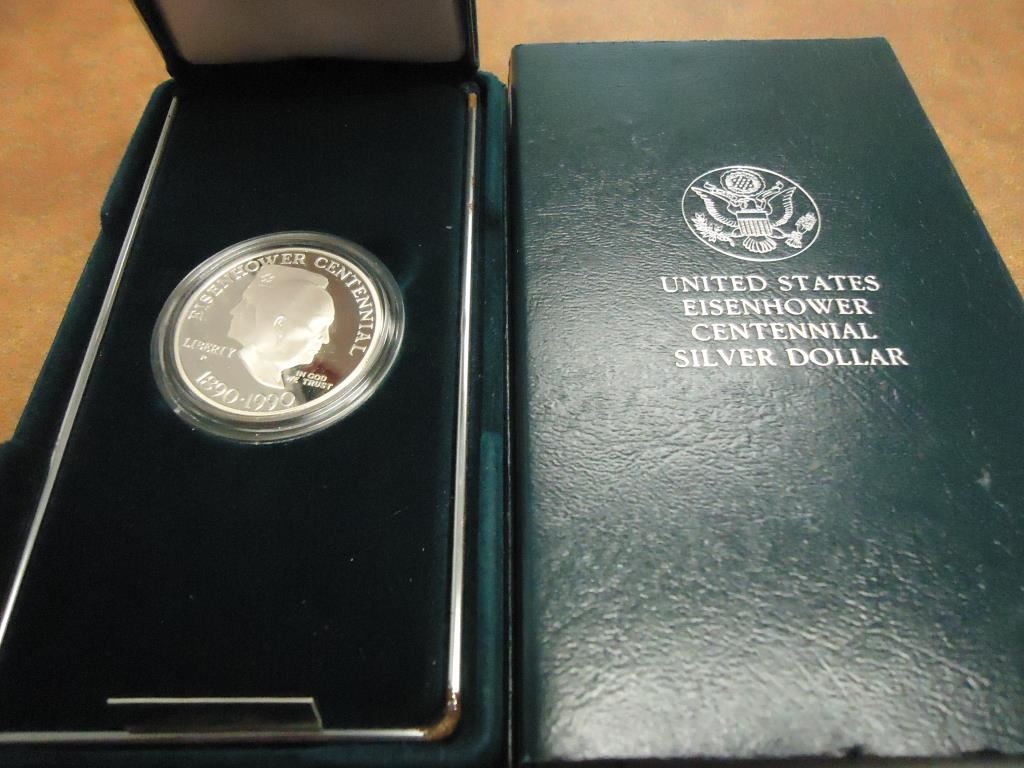 EISENHOWER CENTENNIAL
LIBERTY
P
IN GOD
WE TRUST
1890-1990
UNITED STATES
EISENHOWER
CENTENNIAL
SILVER DOLLAR